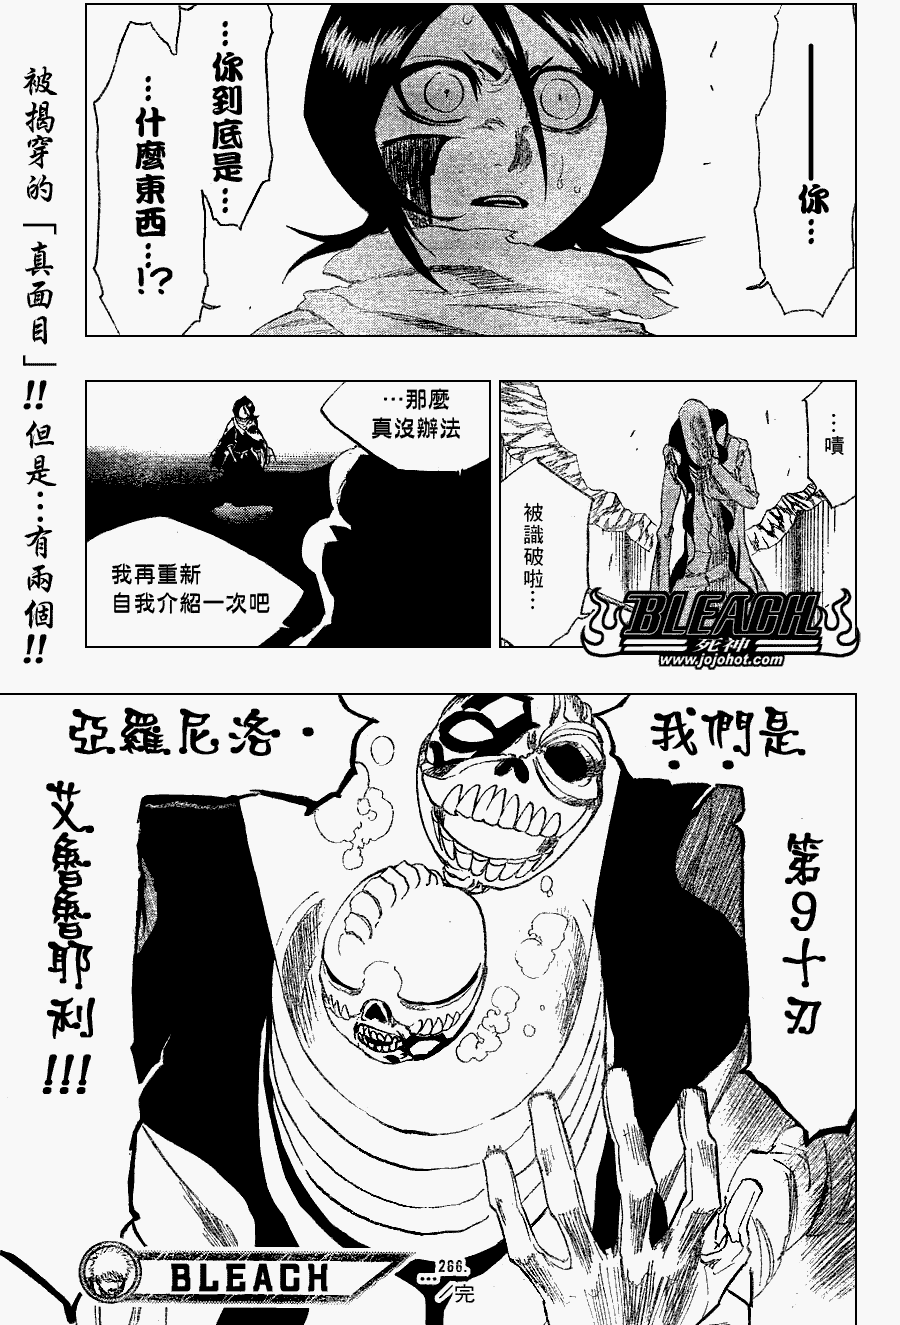 ——你…
…你到底是…
…什麼東西…!?
…嘖
被識破啦…
…那麼
真沒辦法
我再重新
自我介紹一次吧
BLEACH
死神
www.jojohot.com
我們是
第9十刃
亞羅尼洛·
艾魯魯耶利!!!
被揭穿的「真面目」!!但是…有兩個!!
BLEACH
266.
…／完